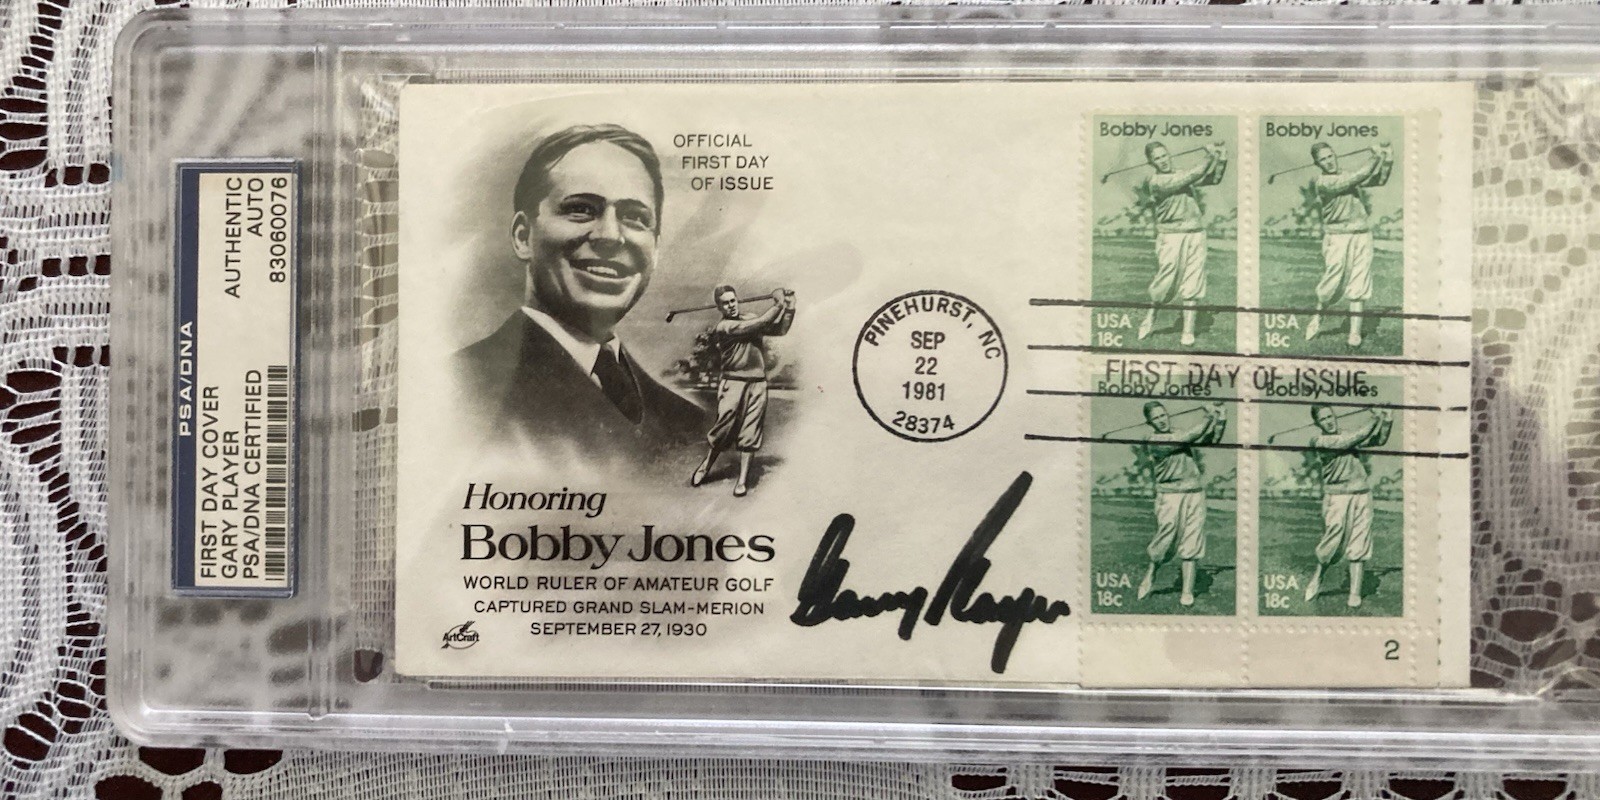 PSA/DNA
FIRST DAY COVER
GARY PLAYER
PSA/DNA CERTIFIED
AUTHENTIC
AUTO
83060076
OFFICIAL
FIRST DAY
OF ISSUE
Honoring
Bobby Jones
WORLD RULER OF AMATEUR GOLF
CAPTURED GRAND SLAM-MERION
SEPTEMBER 27, 1930
ArtCraft
PINEHURST, NC
SEP
22
1981
28374
Gary Player
Bobby Jones
USA
18c
Bobby Jones
USA
18c
FIRST DAY OF ISSUE
Bobby Jones
USA
18c
Bobby Jones
USA
18c
2